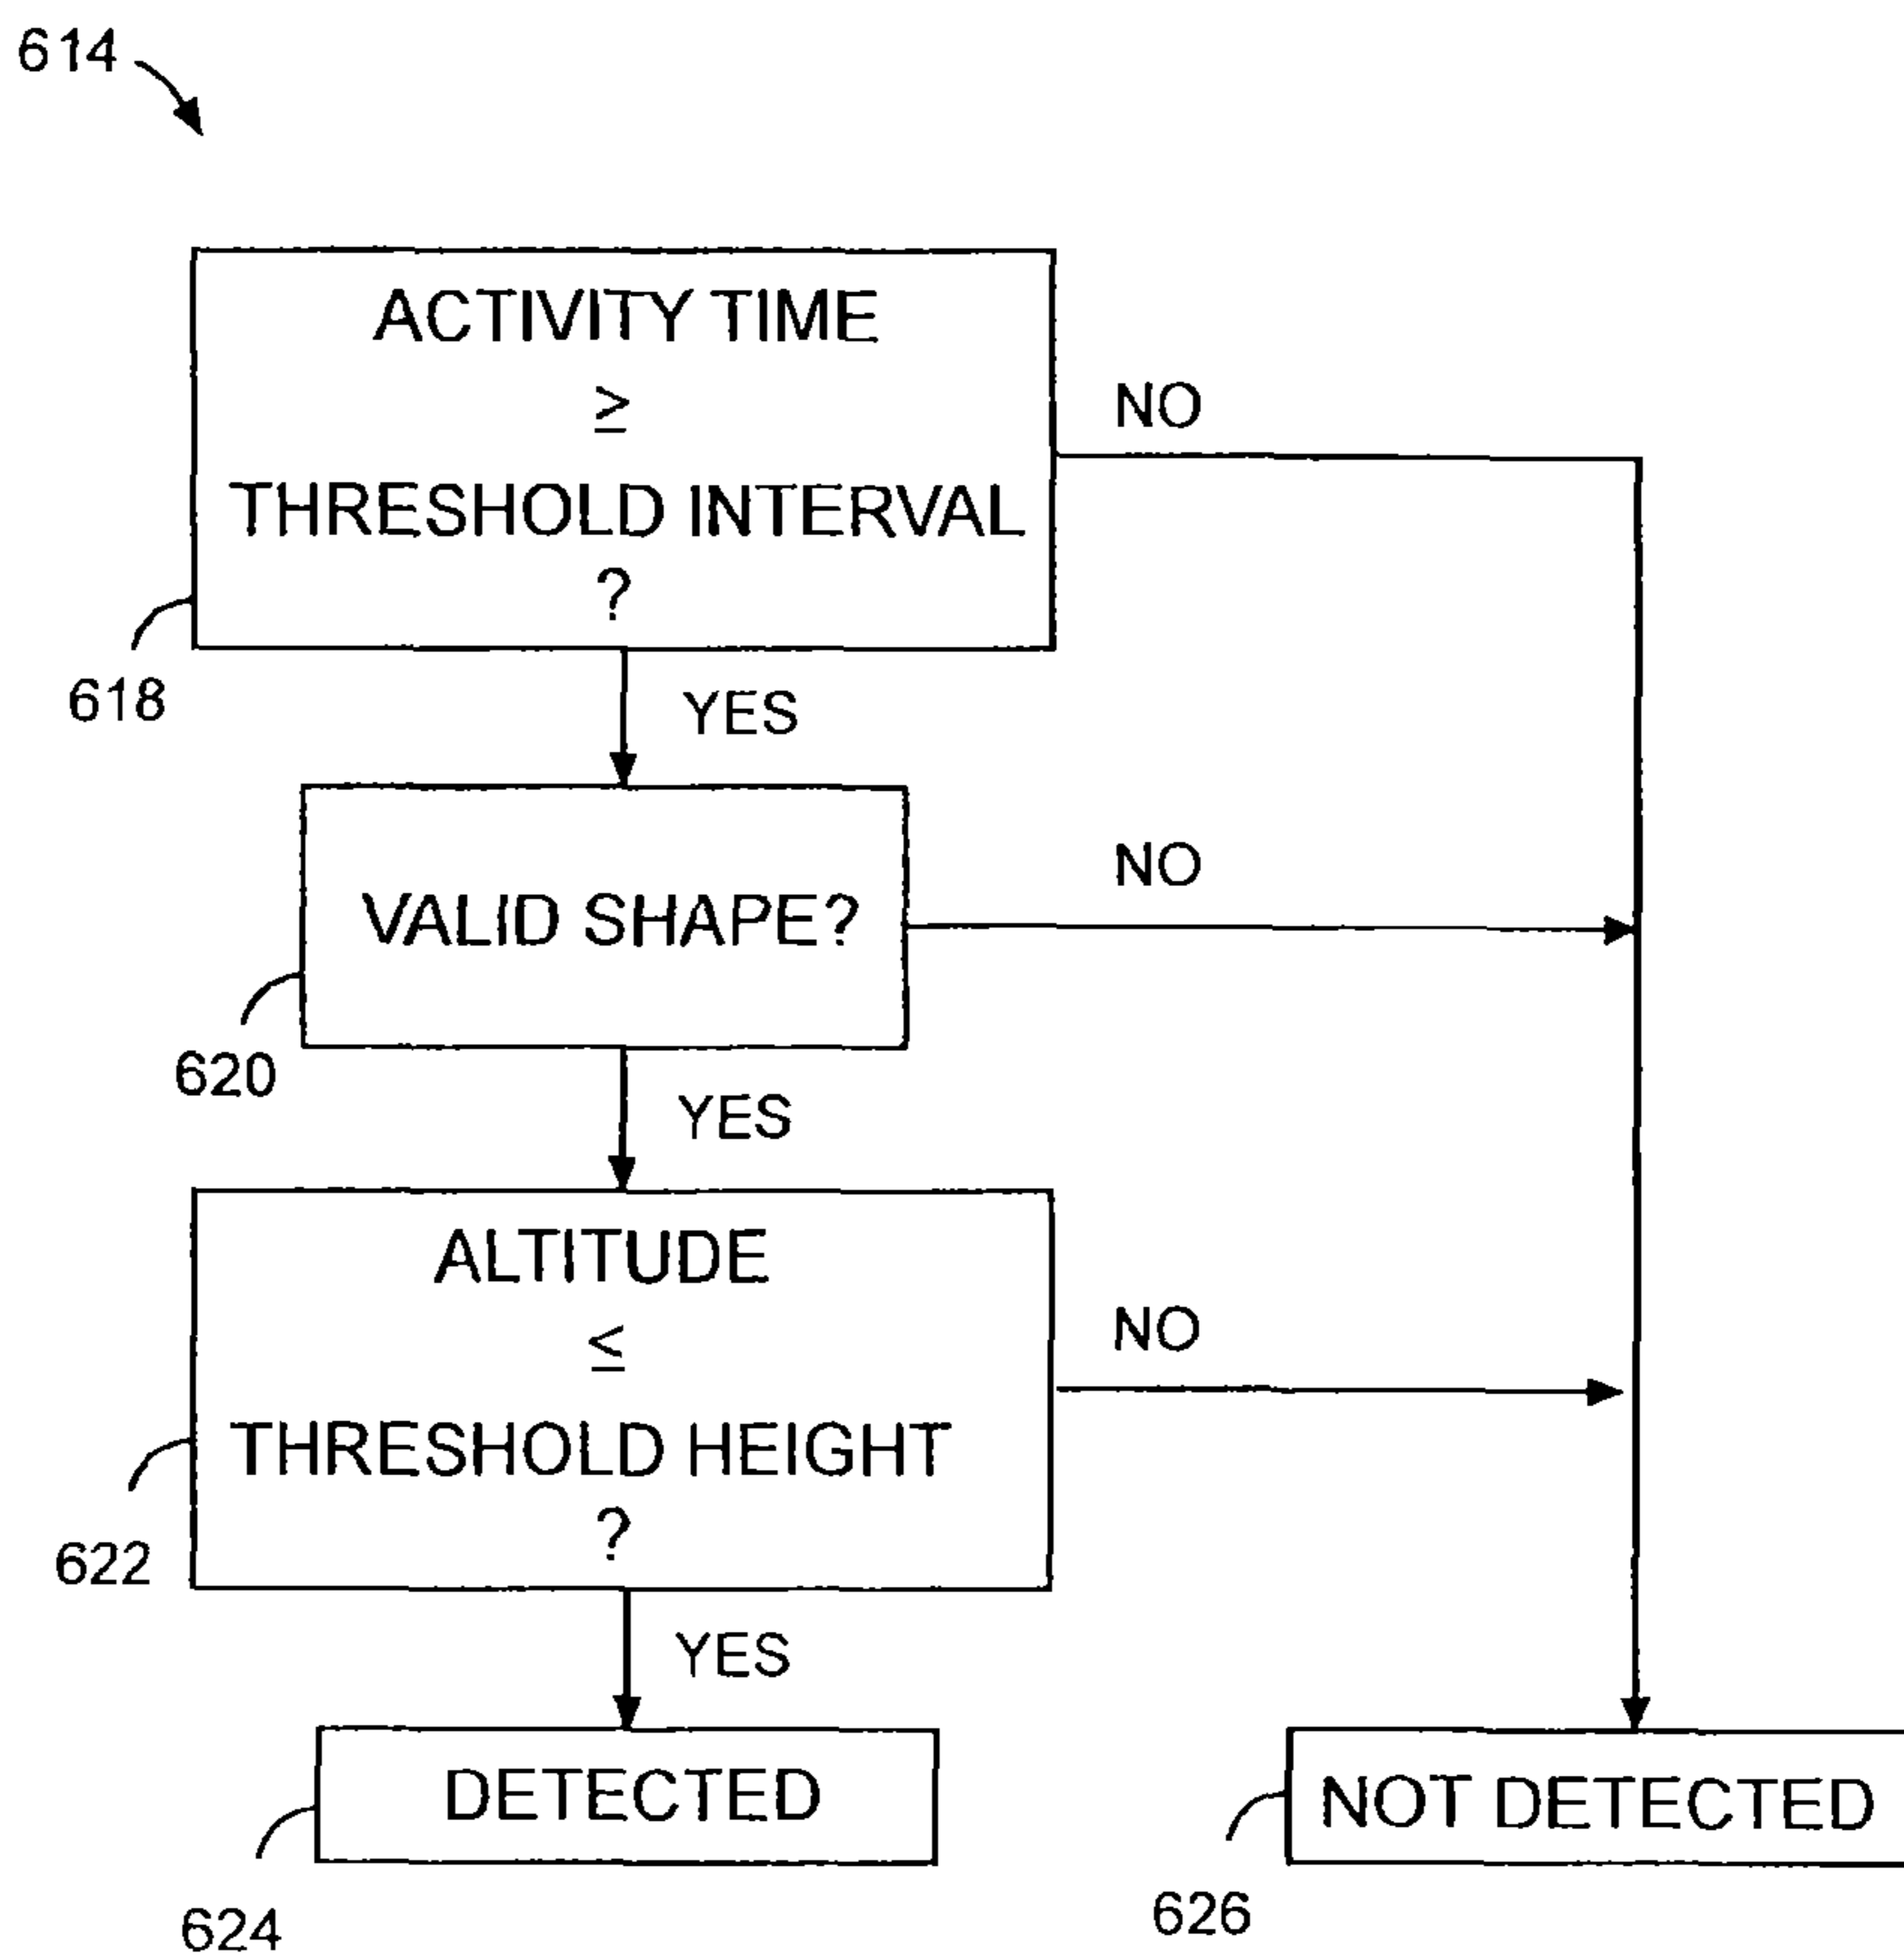 614
ACTIVITY TIME
≥
THRESHOLD INTERVAL
?
NO
618
YES
VALID SHAPE?
NO
620
YES
ALTITUDE
≤
THRESHOLD HEIGHT
?
NO
622
YES
DETECTED
NOT DETECTED
624
626